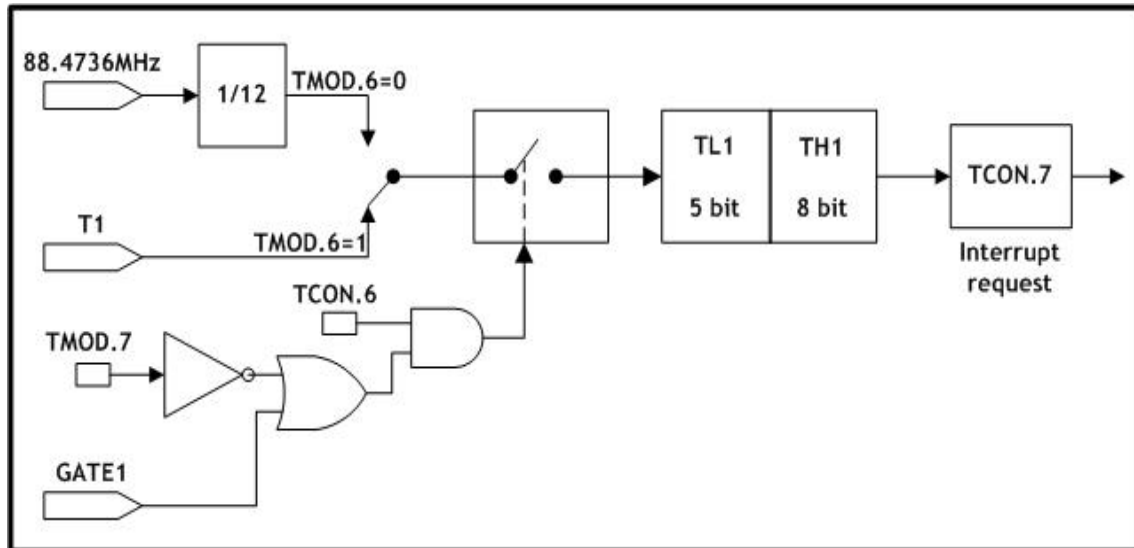 88.4736MHz
1/12
TMOD.6=0
T1
TMOD.6=1
TL1
5 bit
TH1
8 bit
TCON.7
Interrupt
request
TCON.6
TMOD.7
GATE1